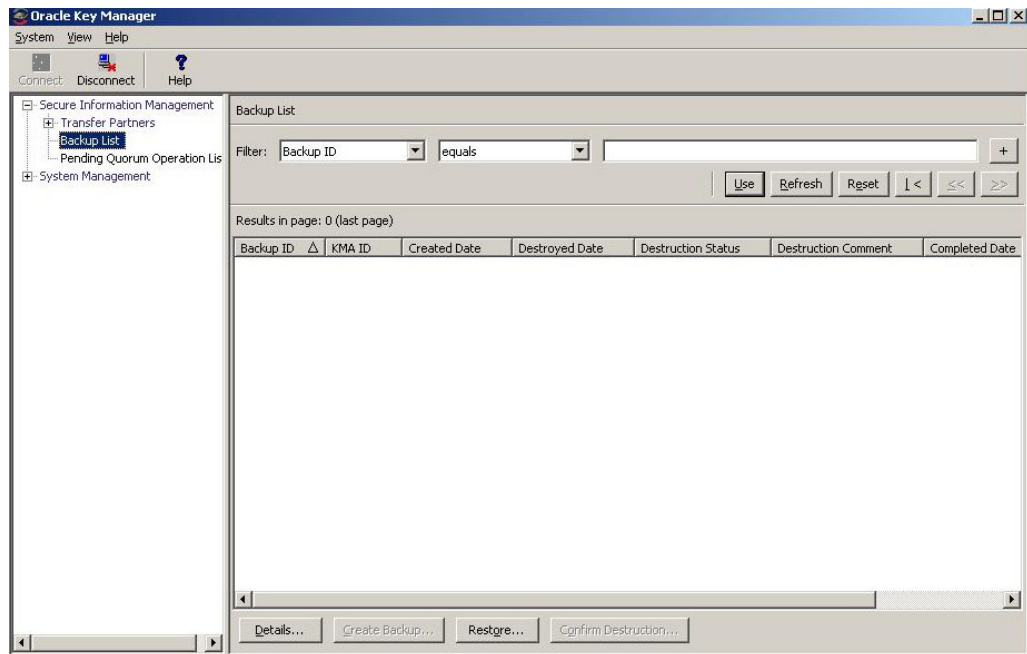 Oracle Key Manager
System View Help
Connect Disconnect Help
Secure Information Management
Transfer Partners
Backup List
Pending Quorum Operation Lis
System Management
Backup List
Filter: Backup ID equals +
Use Refresh Reset |< << >>
Results in page: 0 (last page)
Backup ID KMA ID Created Date Destroyed Date Destruction Status Destruction Comment Completed Date
Details... Create Backup... Restore... Confirm Destruction...